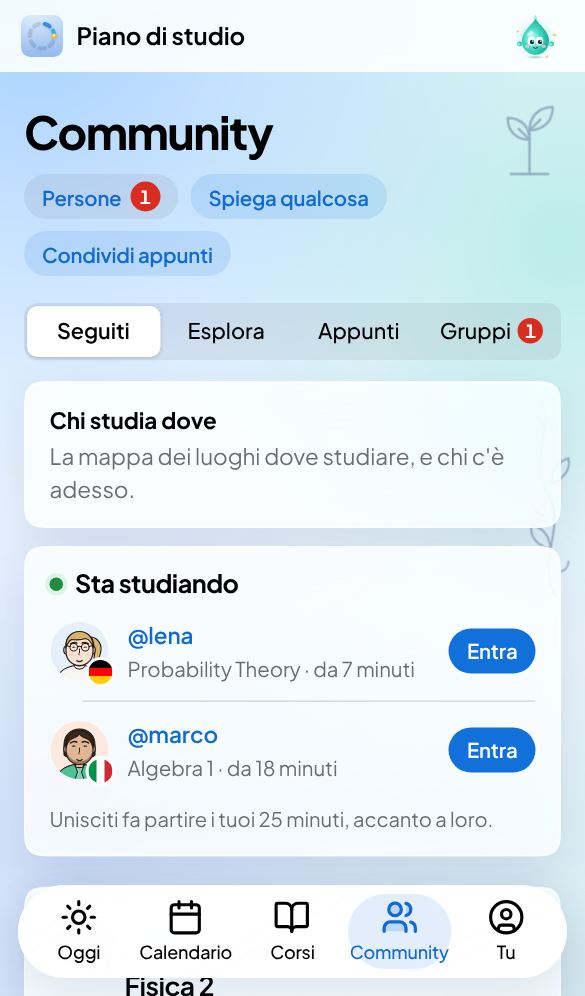 Piano di studio
Community
Persone 1
Spiega qualcosa
Condividi appunti
Seguiti
Esplora
Appunti
Gruppi 1
Chi studia dove
La mappa dei luoghi dove studiare, e chi c'è
adesso.
Sta studiando
@lena
Probability Theory · da 7 minuti
Entra
@marco
Algebra 1 · da 18 minuti
Entra
Unisciti fa partire i tuoi 25 minuti, accanto a loro.
Oggi
Calendario
Corsi
Community
Tu
Fisica 2